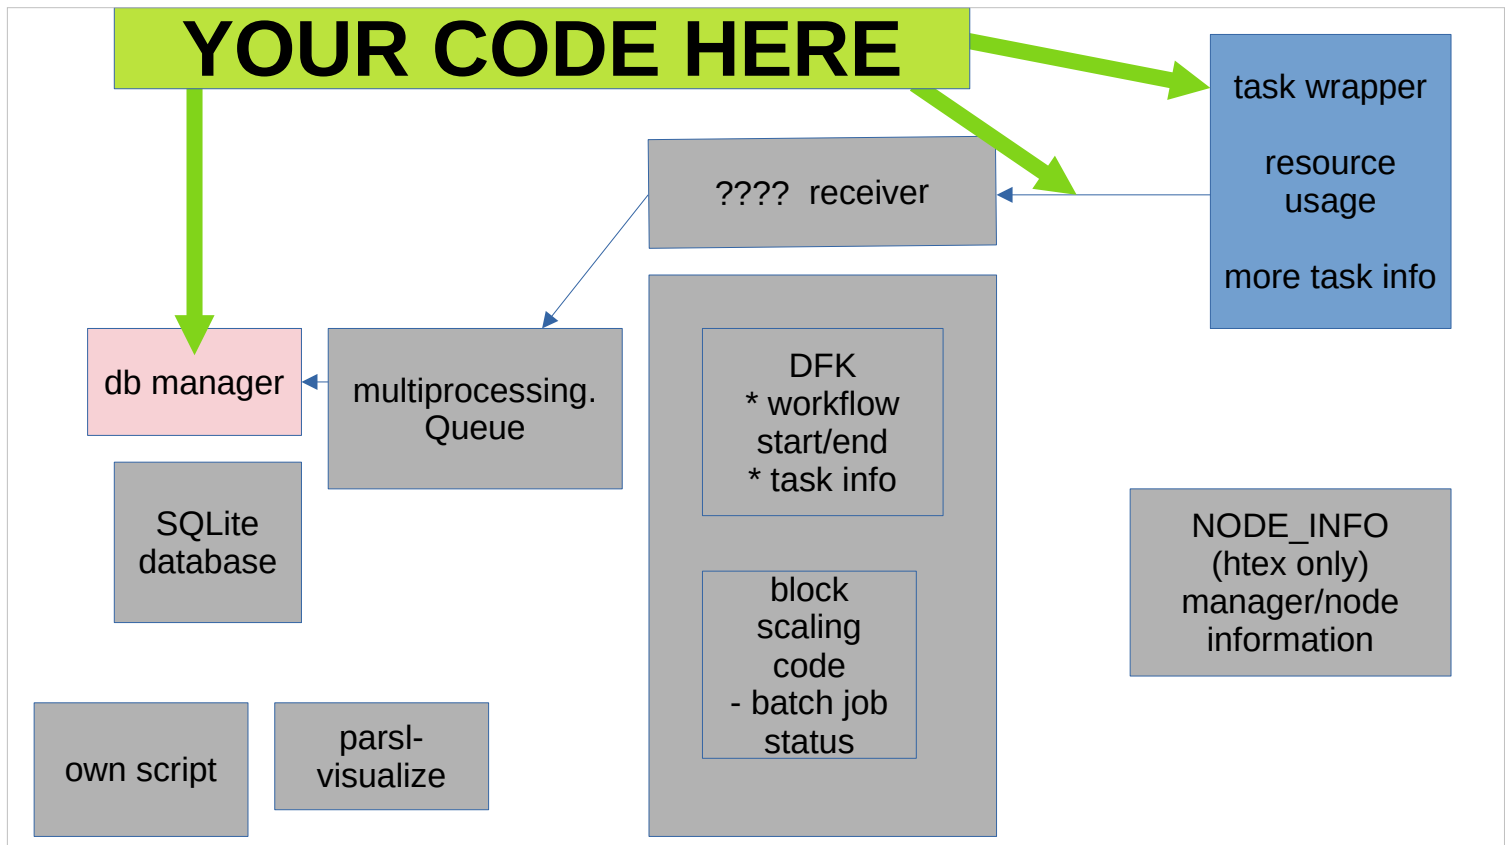 YOUR CODE HERE
task wrapper
resource
usage
more task info
???? receiver
db manager
multiprocessing.
Queue
DFK
* workflow
start/end
* task info
SQLite
database
NODE_INFO
(htex only)
manager/node
information
block
scaling
code
- batch job
status
own script
parsl-
visualize